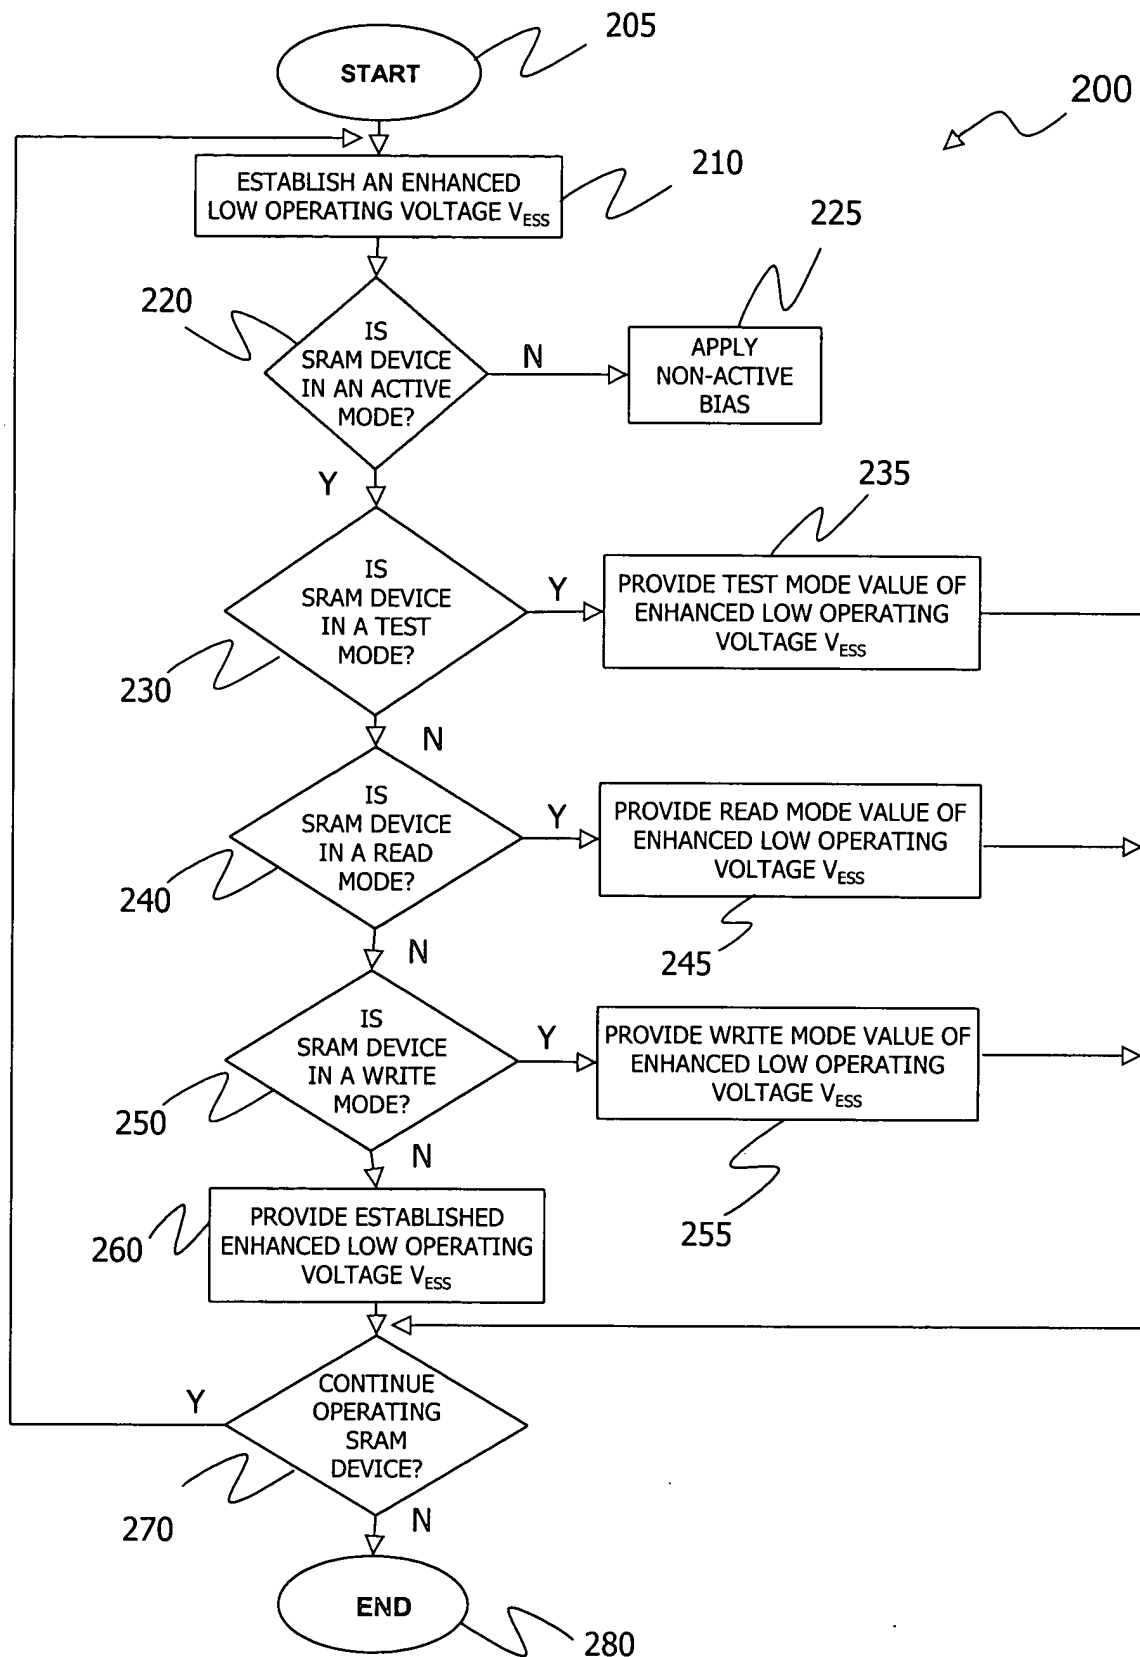 205
START
200
ESTABLISH AN ENHANCED
LOW OPERATING VOLTAGE VESS
210
225
220
IS
SRAM DEVICE
IN AN ACTIVE
MODE?
N
APPLY
NON-ACTIVE
BIAS
Y
235
IS
SRAM DEVICE
IN A TEST
MODE?
Y
PROVIDE TEST MODE VALUE OF
ENHANCED LOW OPERATING
VOLTAGE VESS
230
N
IS
SRAM DEVICE
IN A READ
MODE?
Y
PROVIDE READ MODE VALUE OF
ENHANCED LOW OPERATING
VOLTAGE VESS
240
N
245
IS
SRAM DEVICE
IN A WRITE
MODE?
Y
PROVIDE WRITE MODE VALUE OF
ENHANCED LOW OPERATING
VOLTAGE VESS
250
N
255
260
PROVIDE ESTABLISHED
ENHANCED LOW OPERATING
VOLTAGE VESS
Y
CONTINUE
OPERATING
SRAM
DEVICE?
270
N
END
280